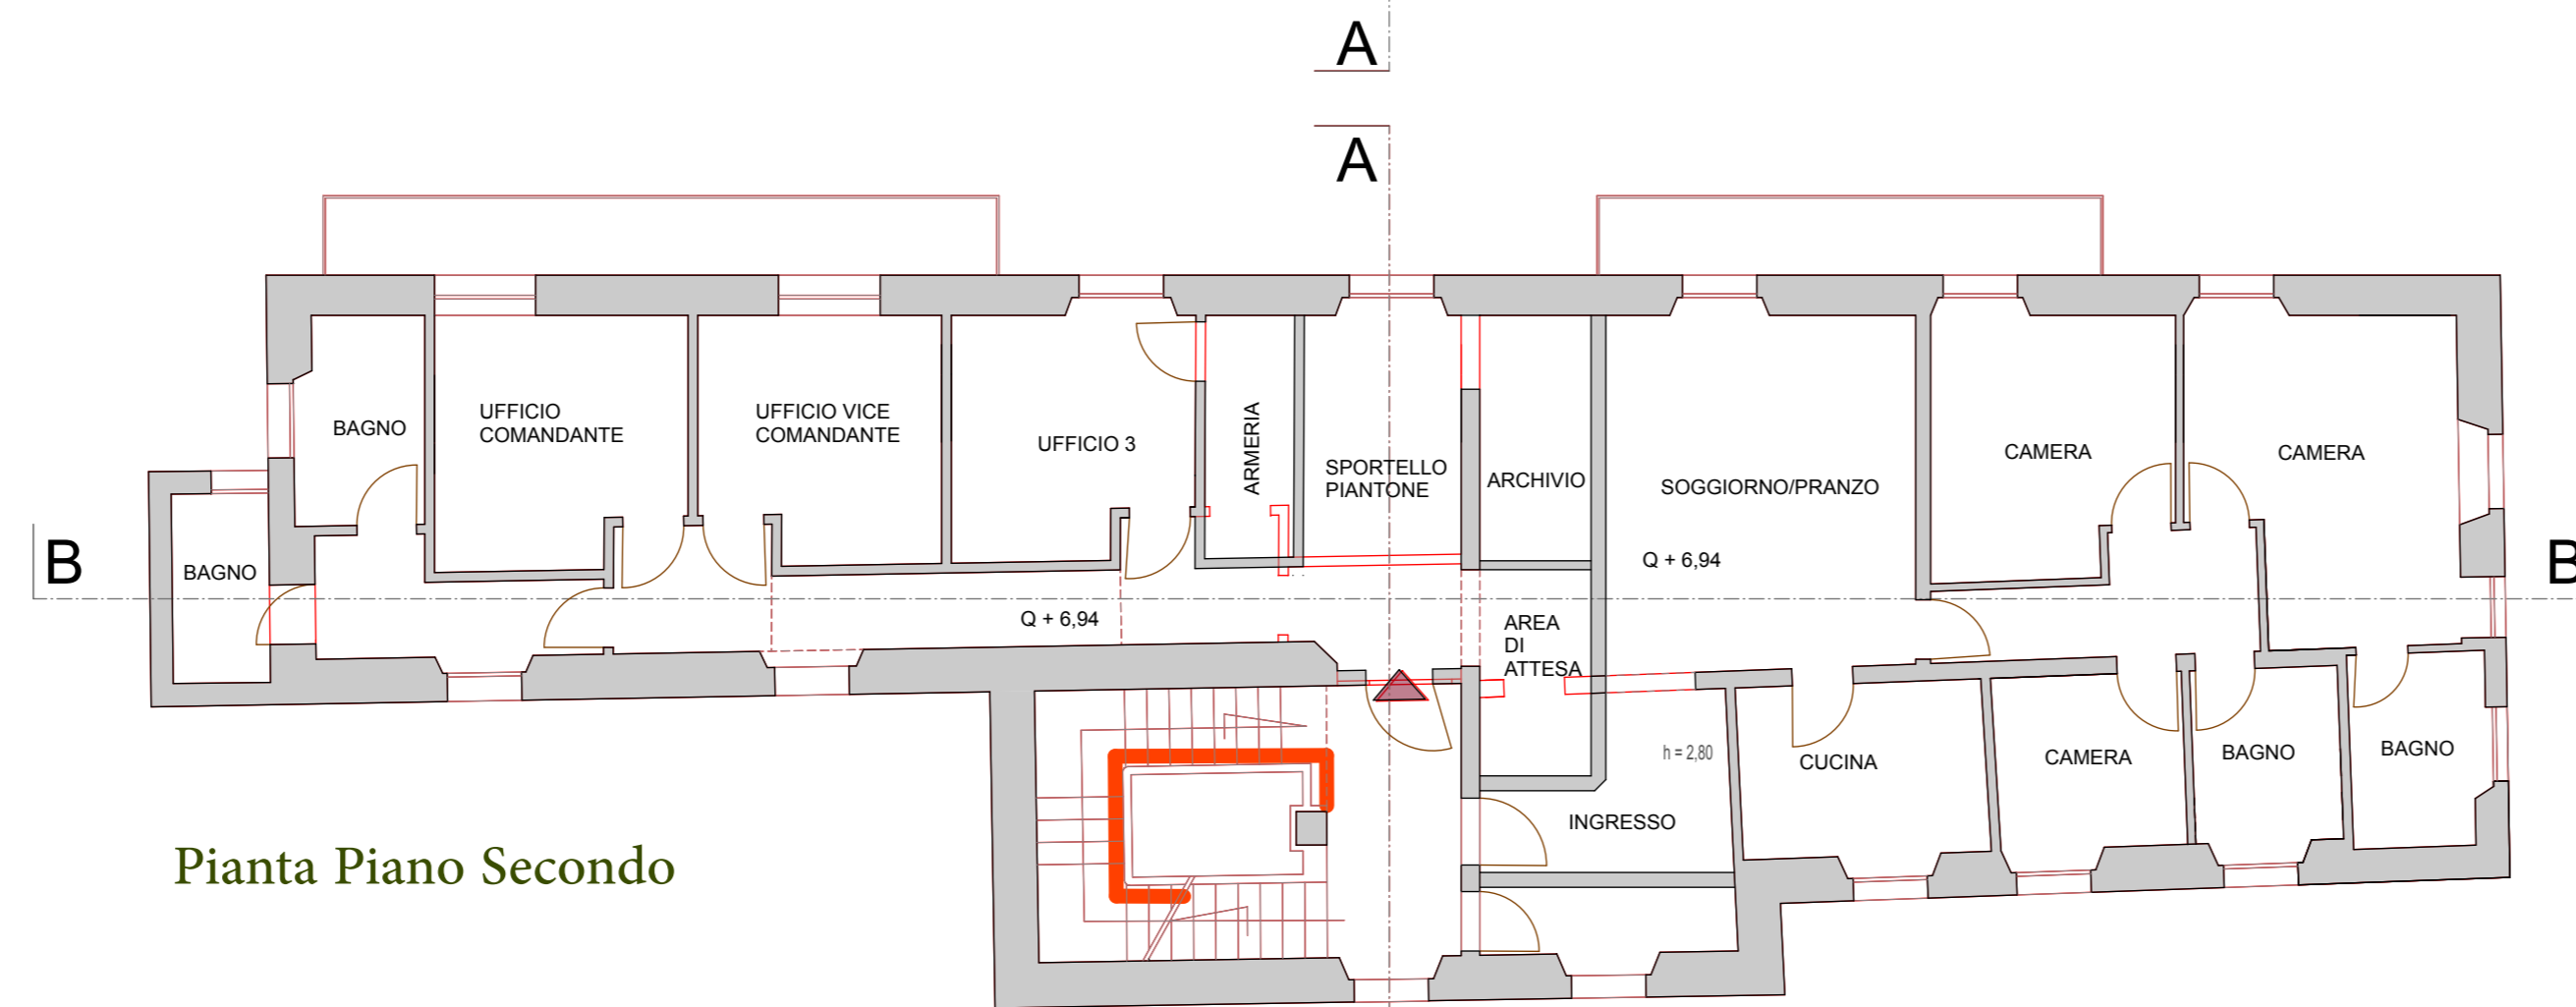 A
A
BAGNO
UFFICIO
COMANDANTE
UFFICIO VICE
COMANDANTE
UFFICIO 3
ARMERIA
SPORTELLO
PIANTONE
ARCHIVIO
SOGGIORNO/PRANZO
CAMERA
CAMERA
B
BAGNO
Q + 6,94
B
Q + 6,94
AREA
DI
ATTESA
h = 2,80
CUCINA
CAMERA
BAGNO
BAGNO
INGRESSO
Pianta Piano Secondo